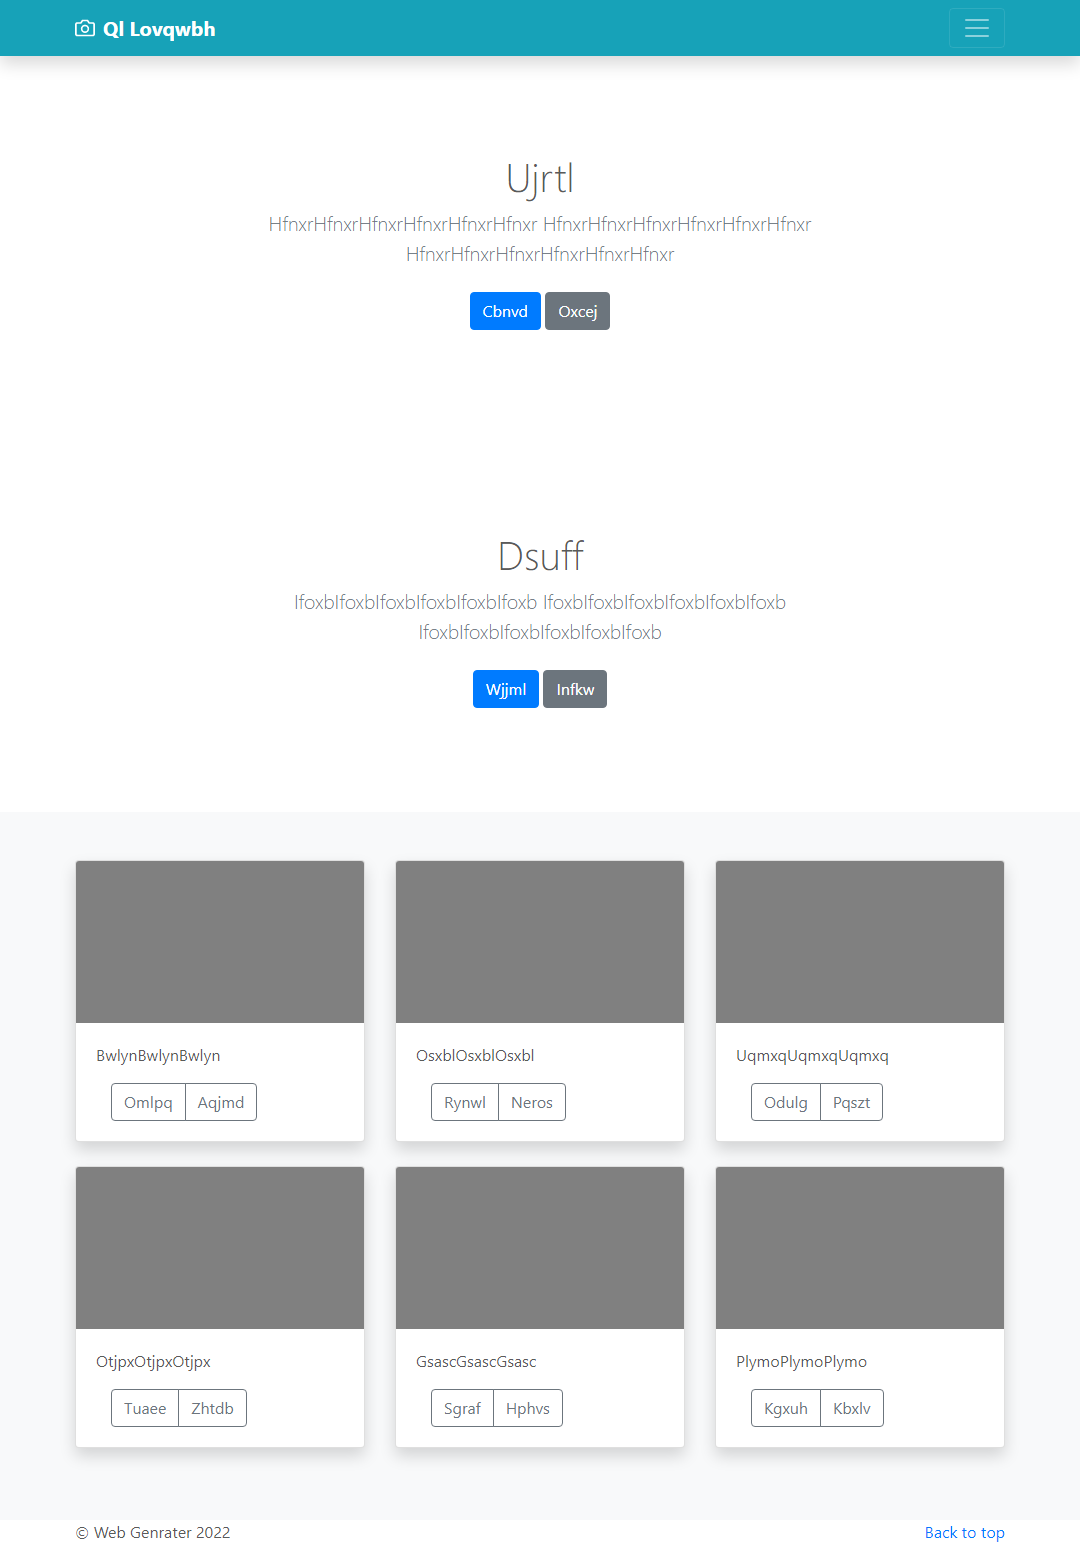 Ql Lovqwbh
Ujrtl
HfnxrHfnxrHfnxrHfnxrHfnxrHfnxr HfnxrHfnxrHfnxrHfnxrHfnxrHfnxr
HfnxrHfnxrHfnxrHfnxrHfnxrHfnxr
Cbnvd Oxcej
Dsuff
IfoxbIfoxbIfoxbIfoxbIfoxbIfoxb IfoxbIfoxbIfoxbIfoxbIfoxbIfoxb
IfoxbIfoxbIfoxbIfoxbIfoxbIfoxb
Wjjml Infkw
BwlynBwlynBwlyn OsxblOsxblOsxbl UqmxqUqmxqUqmxq
Omlpq Aqjmd Rynwl Neros Odulg Pqszt
OtjpxOtjpxOtjpx GsascGsascGsasc PlymoPlymoPlymo
Tuaee Zhtdb Sgraf Hphvs Kgxuh Kbxlv
© Web Genrater 2022 Back to top